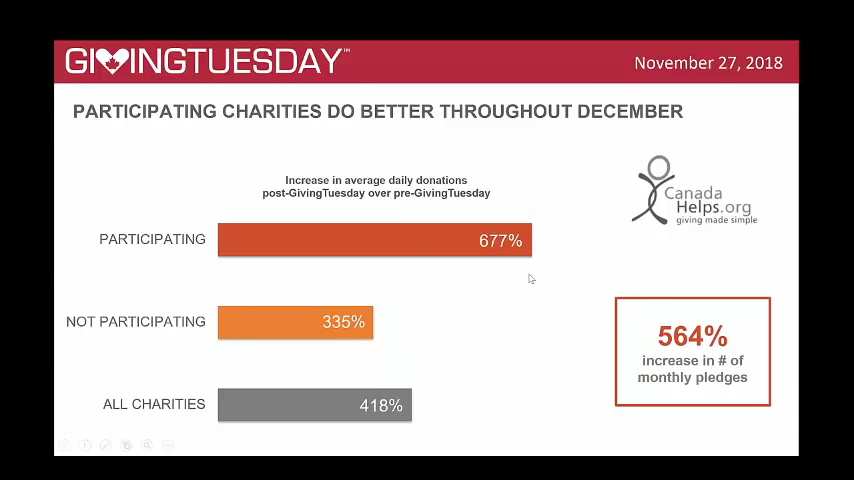 GIVINGTUESDAY™
November 27, 2018
PARTICIPATING CHARITIES DO BETTER THROUGHOUT DECEMBER
Increase in average daily donations
post-GivingTuesday over pre-GivingTuesday
Canada
Helps.org
giving made simple
PARTICIPATING
677%
NOT PARTICIPATING
335%
564%
increase in # of
monthly pledges
ALL CHARITIES
418%